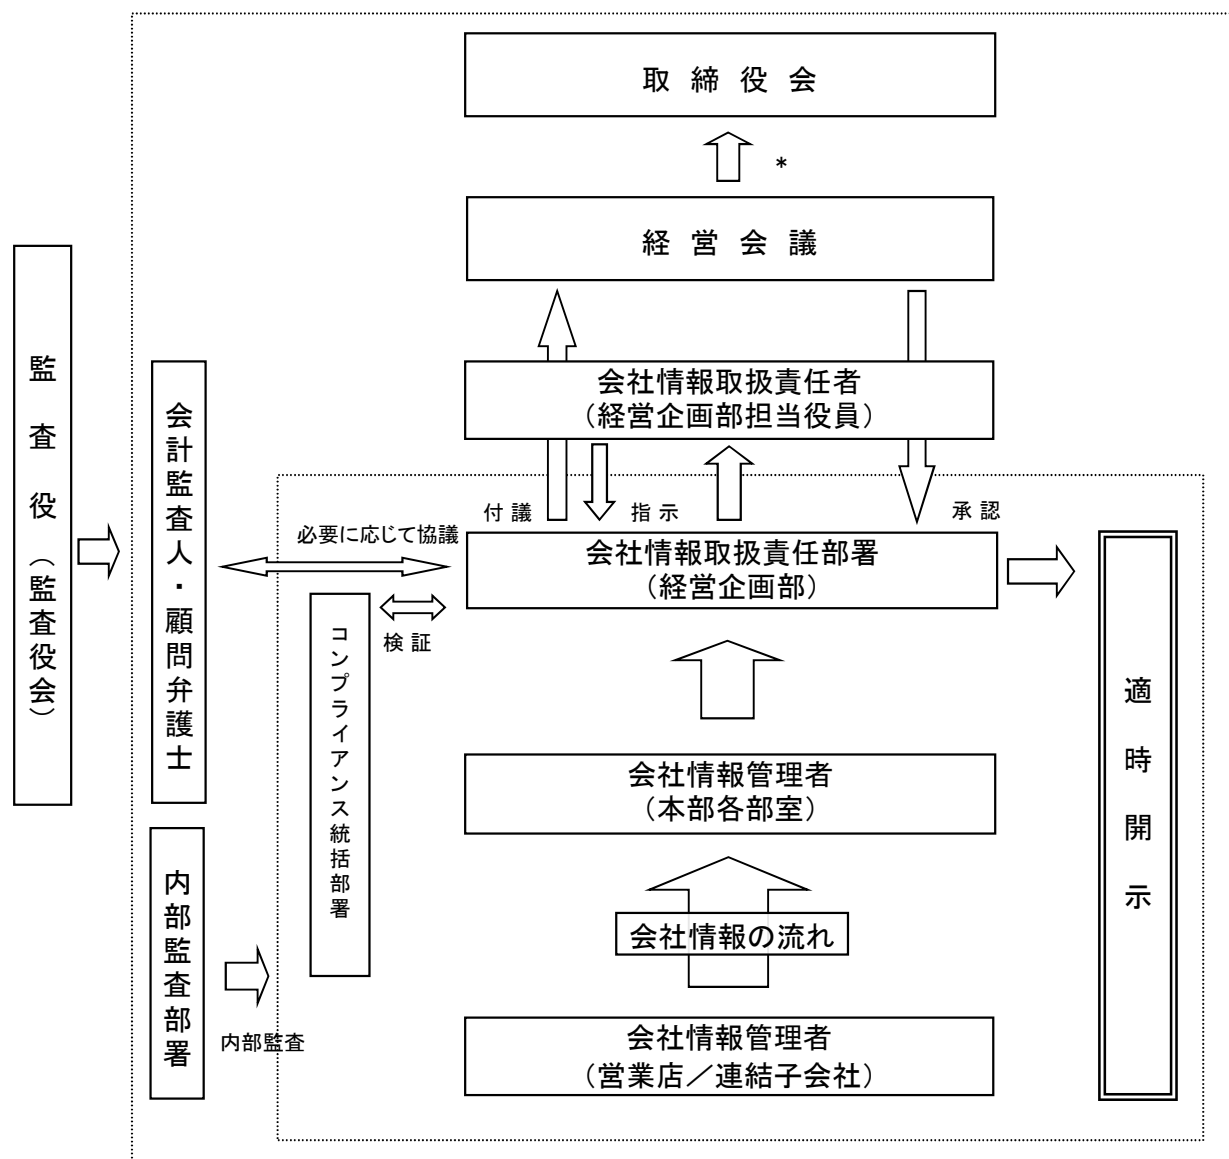 取締役会
*
経営会議
会社情報取扱責任者
(経営企画部担当役員)
付議
指示
承認
必要に応じて協議
会社情報取扱責任部署
(経営企画部)
検証
会社情報管理者
(本部各部室)
会社情報の流れ
会社情報管理者
(営業店/連結子会社)
監査役(監査役会)
会計監査人・顧問弁護士
内部監査部署
内部監査
コンプライアンス統括部署
適時開示